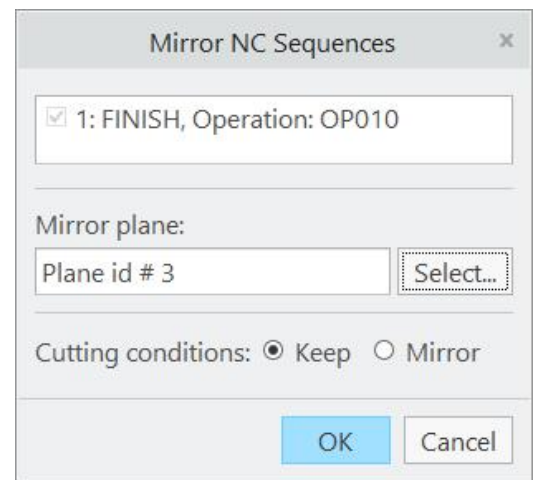 Mirror NC Sequences
1: FINISH, Operation: OP010
Mirror plane:
Plane id # 3 Select...
Cutting conditions: Keep Mirror
OK Cancel